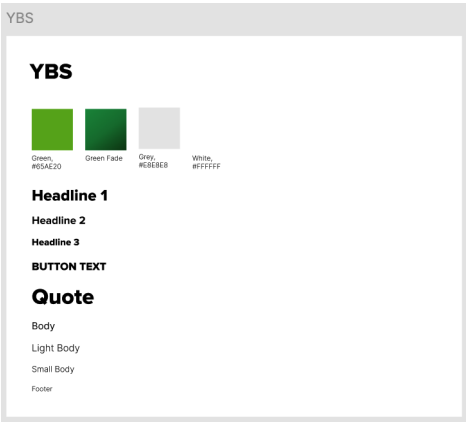 YBS
YBS
Green,
#65AE20
Green Fade
Grey,
#E8E8E8
White,
#FFFFFF
Headline 1
Headline 2
Headline 3
BUTTON TEXT
Quote
Body
Light Body
Small Body
Footer